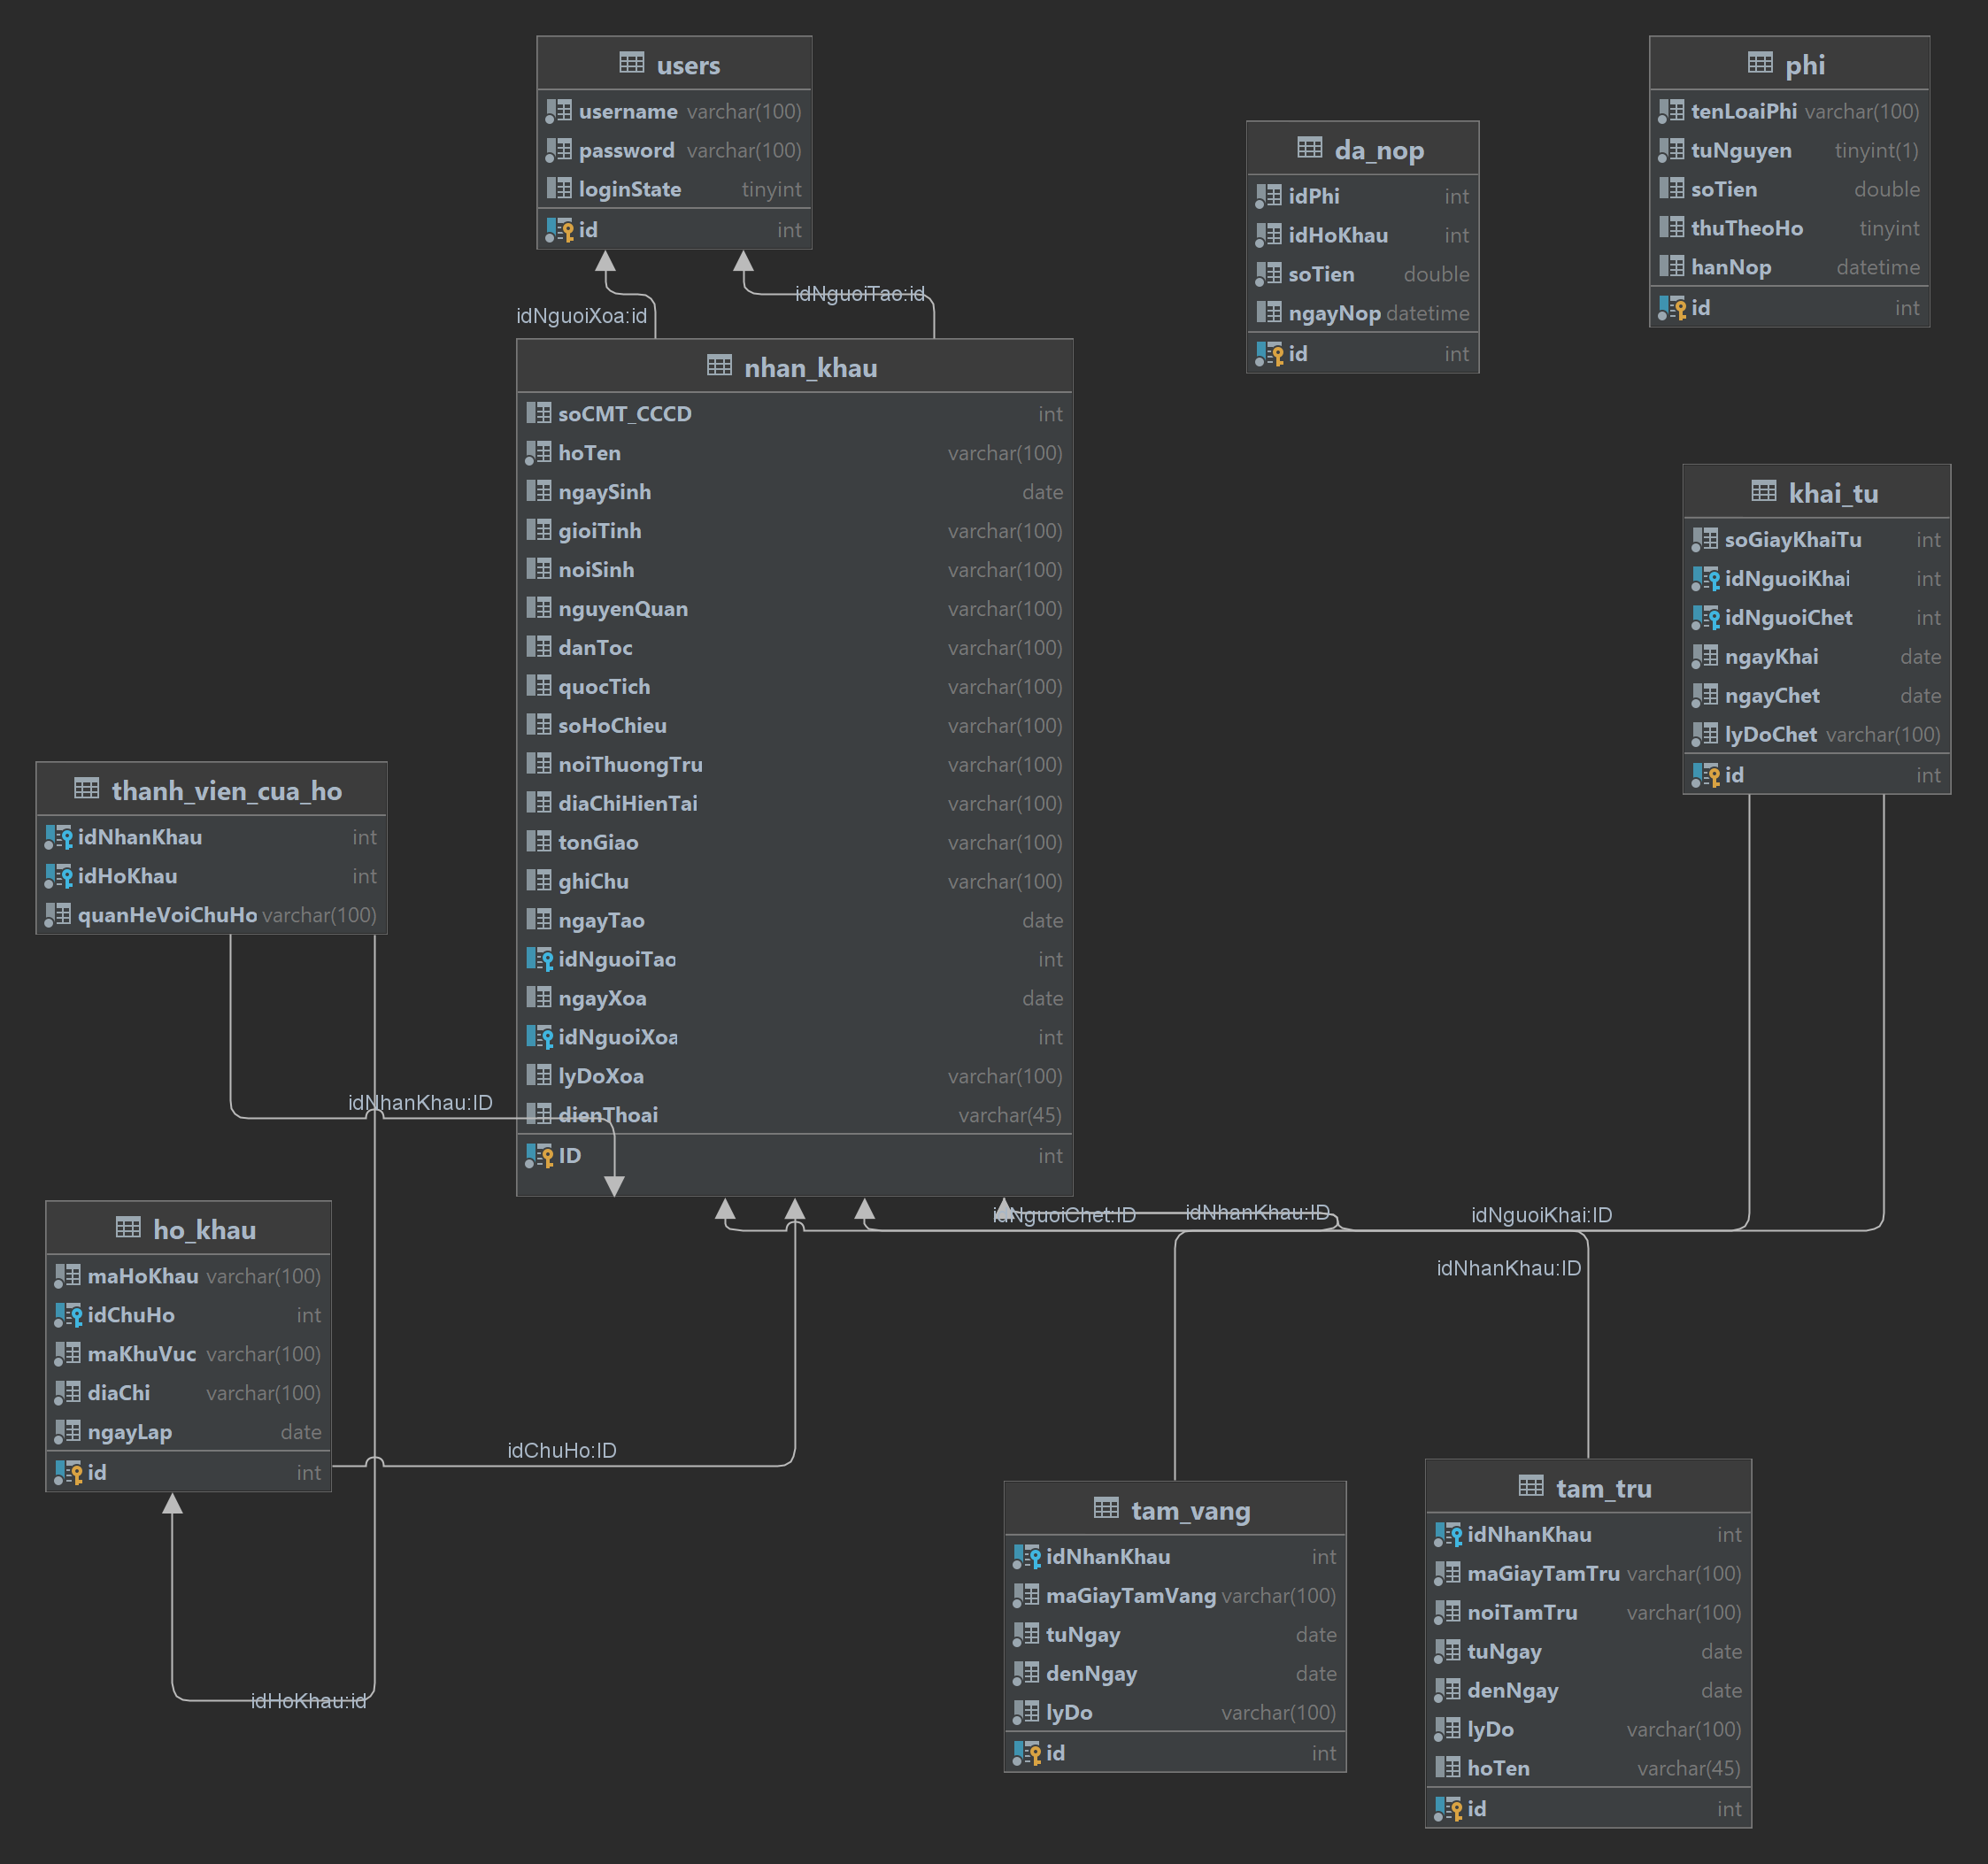 users
username varchar(100)
password varchar(100)
loginState tinyint
id int
phi
tenLoaiPhi varchar(100)
tuNguyen tinyint(1)
soTien double
thuTheoHo tinyint
hanNop datetime
id int
da_nop
idPhi int
idHoKhau int
soTien double
ngayNop datetime
id int
idNguoiXoa:id
idNguoiTao:id
nhan_khau
soCMT_CCCD int
hoTen varchar(100)
ngaySinh date
gioiTinh varchar(100)
noiSinh varchar(100)
nguyenQuan varchar(100)
danToc varchar(100)
quocTich varchar(100)
soHoChieu varchar(100)
noiThuongTru varchar(100)
diaChiHienTai varchar(100)
tonGiao varchar(100)
ghiChu varchar(100)
ngayTao date
idNguoiTao int
ngayXoa date
idNguoiXoa int
lyDoXoa varchar(100)
dienThoai varchar(45)
ID int
khai_tu
soGiayKhaiTu int
idNguoiKhai int
idNguoiChet int
ngayKhai date
ngayChet date
lyDoChet varchar(100)
id int
thanh_vien_cua_ho
idNhanKhau int
idHoKhau int
quanHeVoiChuHo varchar(100)
idNhanKhau:ID
idNguoiChet:ID
idNhanKhau:ID
idNguoiKhai:ID
idNhanKhau:ID
ho_khau
maHoKhau varchar(100)
idChuHo int
maKhuVuc varchar(100)
diaChi varchar(100)
ngayLap date
id int
idChuHo:ID
idHoKhau:id
tam_vang
idNhanKhau int
maGiayTamVang varchar(100)
tuNgay date
denNgay date
lyDo varchar(100)
id int
tam_tru
idNhanKhau int
maGiayTamTru varchar(100)
noiTamTru varchar(100)
tuNgay date
denNgay date
lyDo varchar(100)
hoTen varchar(45)
id int